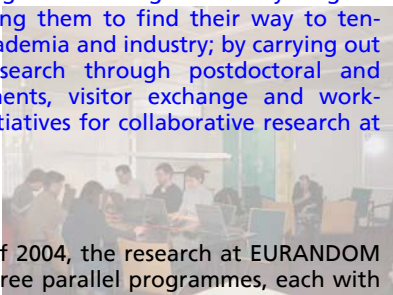 ng them to find their way to ten-
ademia and industry; by carrying out
search through postdoctoral and
ents, visitor exchange and work-
tiatives for collaborative research at
of 2004, the research at EURANDOM
ree parallel programmes, each with